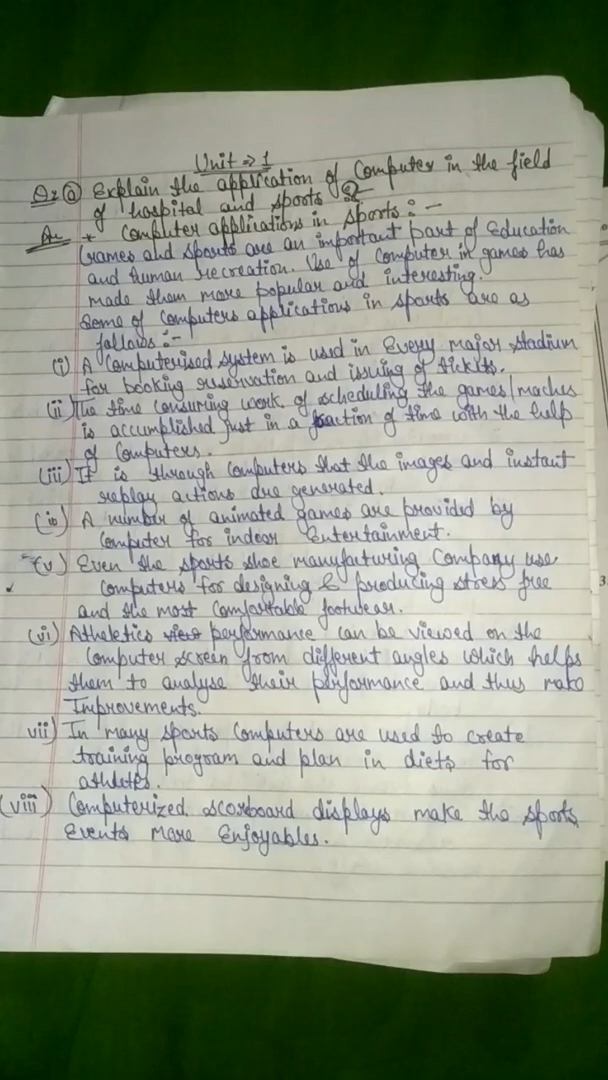 Unit ⇒ 1
Q2 (a) Explain the application of Computer in the field
of hospital and sports ?
An * Computer applications in sports : -
Games and sports are an important part of Education
and human recreation. Use of Computer in games has
made them more popular and interesting.
Some of Computers applications in sports are as
follows :-
(i) A Computerised system is used in Every major stadium
for booking reservation and issuing of tickits.
(ii) The time consuming work of scheduling the games/maches
is accomplished just in a fraction of time with the help
of Computers.
(iii) It is through Computers that the images and instant
replay actions are generated.
(iv) A number of animated games are provided by
Computer for indoor Entertainment.
(v) Even the sports shoe manufacturing Company use
Computers for designing & producing stress free
and the most Comfortable footwear.
3.
(vi) Atheletics performance can be viewed on the
Computer screen from different angles which helps
them to analyse their performance and thus make
Improvements.
vii) In many sports Computers are used to create
training program and plan in diets for
athletes.
(viii) Computerized scorboard displays make the sports
Events More Enjoyables.